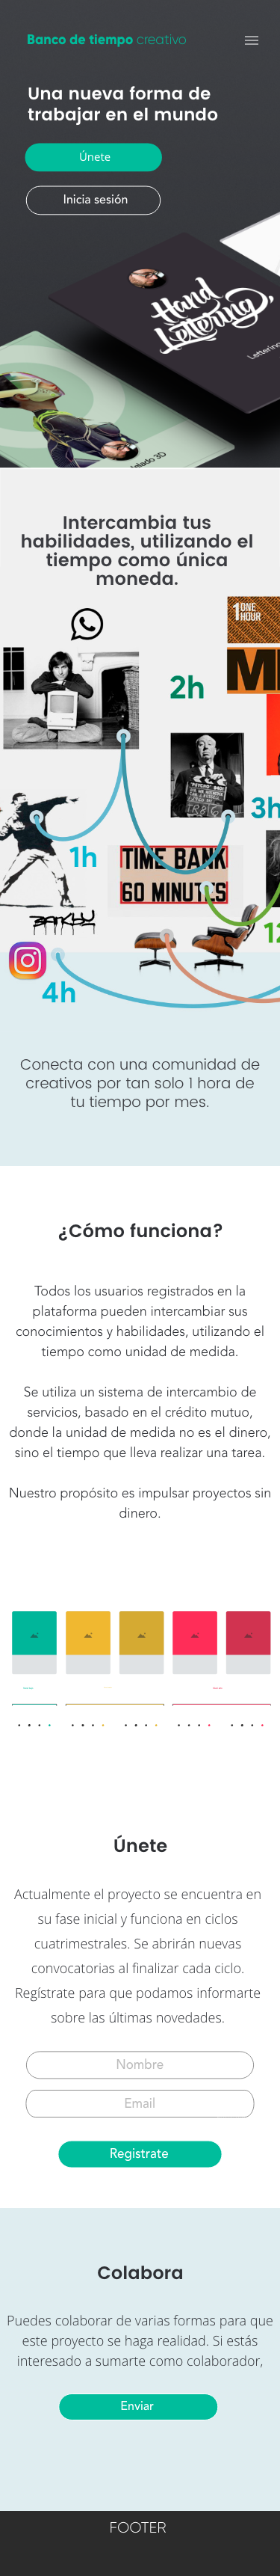 Banco de tiempo creativo
Una nueva forma de
trabajar en el mundo
Únete
Inicia sesión
Hand
Lettering
Lettering
Intercambia tus
habilidades, utilizando el
tiempo como única
moneda.
1 ONE
HOUR
2h
3h
1h
TIME BANK
60 MINUTES
BANKSY
4h
Conecta con una comunidad de
creativos por tan solo 1 hora de
tu tiempo por mes.
¿Cómo funciona?
Todos los usuarios registrados en la
plataforma pueden intercambiar sus
conocimientos y habilidades, utilizando el
tiempo como unidad de medida.
Se utiliza un sistema de intercambio de
servicios, basado en el crédito mutuo,
donde la unidad de medida no es el dinero,
sino el tiempo que lleva realizar una tarea.
Nuestro propósito es impulsar proyectos sin
dinero.
Únete
Actualmente el proyecto se encuentra en
su fase inicial y funciona en ciclos
cuatrimestrales. Se abrirán nuevas
convocatorias al finalizar cada ciclo.
Regístrate para que podamos informarte
sobre las últimas novedades.
Nombre
Email
Registrate
Colabora
Puedes colaborar de varias formas para que
este proyecto se haga realidad. Si estás
interesado a sumarte como colaborador,
Enviar
FOOTER